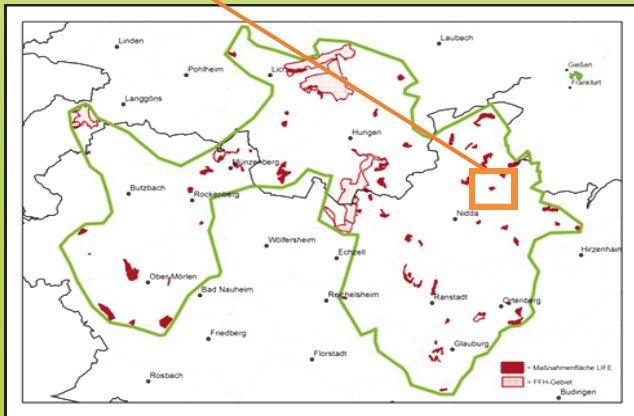 Linden
Laubach
Gießen
Pohlheim
Lich
Frankfurt
Langgöns
Hungen
Münzenberg
Butzbach
Rockenberg
Nidda
Wölfersheim
Echzell
Hirzenhain
Ober Mörlen
Bad Nauheim
Reichelsheim
Ranstadt
Ortenberg
Friedberg
Glauburg
Florstadt
Rosbach
= Maßnahmenfläche LIFE
= FFH-Gebiet
Büdingen